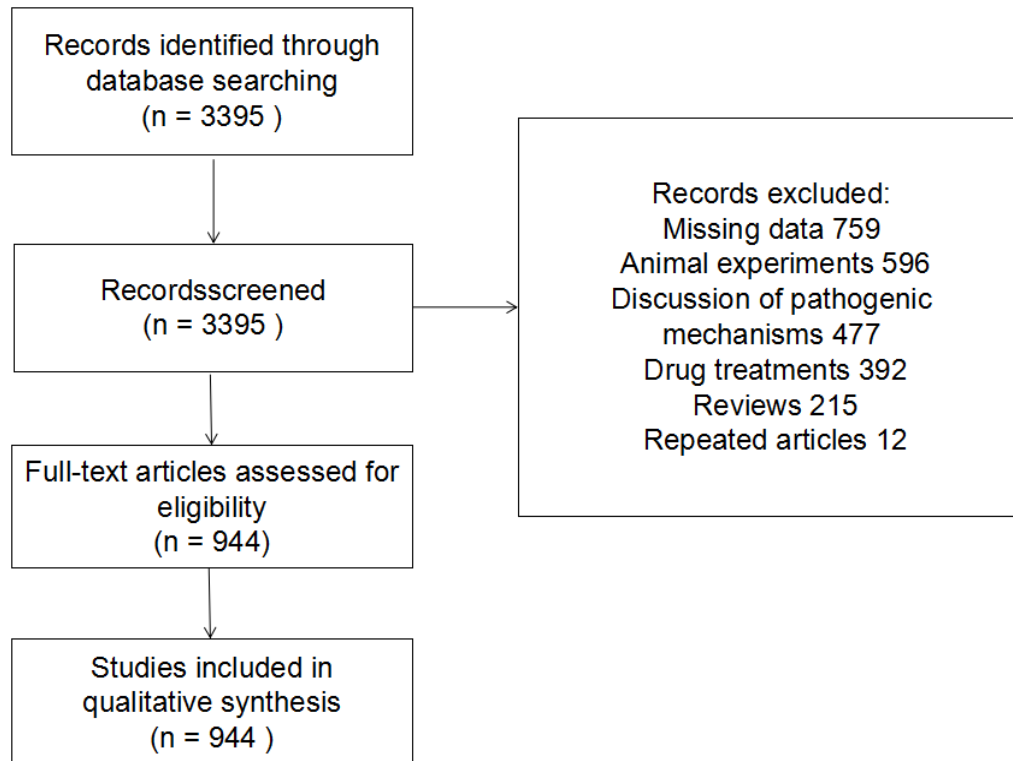 Records identified through
database searching
(n = 3395 )
Recordsscreened
(n = 3395 )
Records excluded:
Missing data 759
Animal experiments 596
Discussion of pathogenic
mechanisms 477
Drug treatments 392
Reviews 215
Repeated articles 12
Full-text articles assessed for
eligibility
(n = 944)
Studies included in
qualitative synthesis
(n = 944 )